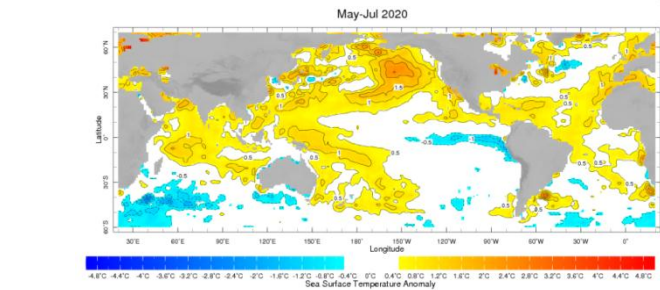 May-Jul 2020
60°N
30°N
0°
30°S
60°S
Latitude
30°E 60°E 90°E 120°E 150°E 180° 150°W 120°W 90°W 60°W 30°W 0°
Longitude
-4.8°C -4.4°C -4°C -3.6°C -3.2°C -2.8°C -2.4°C -2°C -1.6°C -1.2°C -0.8°C -0.4°C 0°C 0.4°C 0.8°C 1.2°C 1.6°C 2°C 2.4°C 2.8°C 3.2°C 3.6°C 4°C 4.4°C 4.8°C
Sea Surface Temperature Anomaly